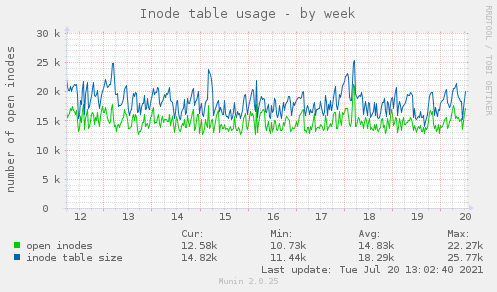 Inode table usage - by week
RRDTOOL / TOBI OETIKER
number of open inodes
30 k
25 k
20 k
15 k
10 k
5 k
0
12 13 14 15 16 17 18 19 20
Cur: Min: Avg: Max:
open inodes 12.58k 10.73k 14.83k 22.27k
inode table size 14.82k 11.44k 18.29k 25.77k
Last update: Tue Jul 20 13:02:40 2021
Munin 2.0.25